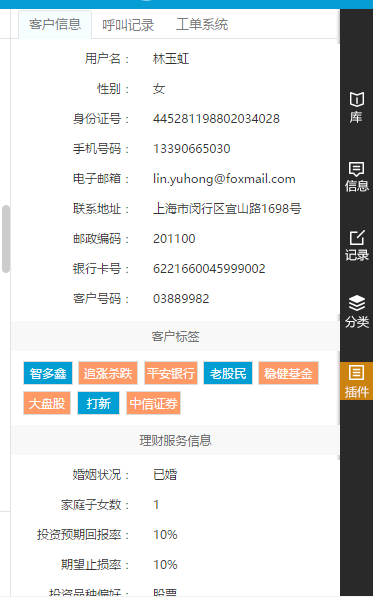 客户信息 呼叫记录 工单系统
用户名： 林玉虹
性别： 女
身份证号： 445281198802034028
手机号码： 13390665030
电子邮箱： lin.yuhong@foxmail.com
联系地址： 上海市闵行区宜山路1698号
邮政编码： 201100
银行卡号： 6221660045999002
客户号码： 03889982
客户标签
智多鑫 追涨杀跌 平安银行 老股民 稳健基金
大盘股 打新 中信证券
理财服务信息
婚姻状况： 已婚
家庭子女数： 1
投资预期回报率： 10%
期望止损率： 10%
投资品种偏好： 股票
库
信息
记录
分类
插件